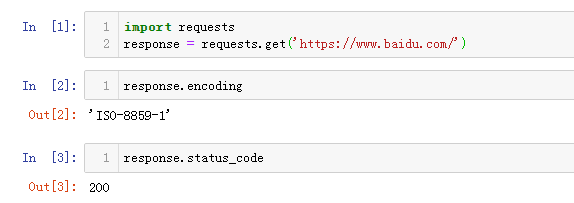 In [1]: 1 import requests
2 response = requests.get('https://www.baidu.com/')
In [2]: 1 response.encoding
Out[2]: 'ISO-8859-1'
In [3]: 1 response.status_code
Out[3]: 200